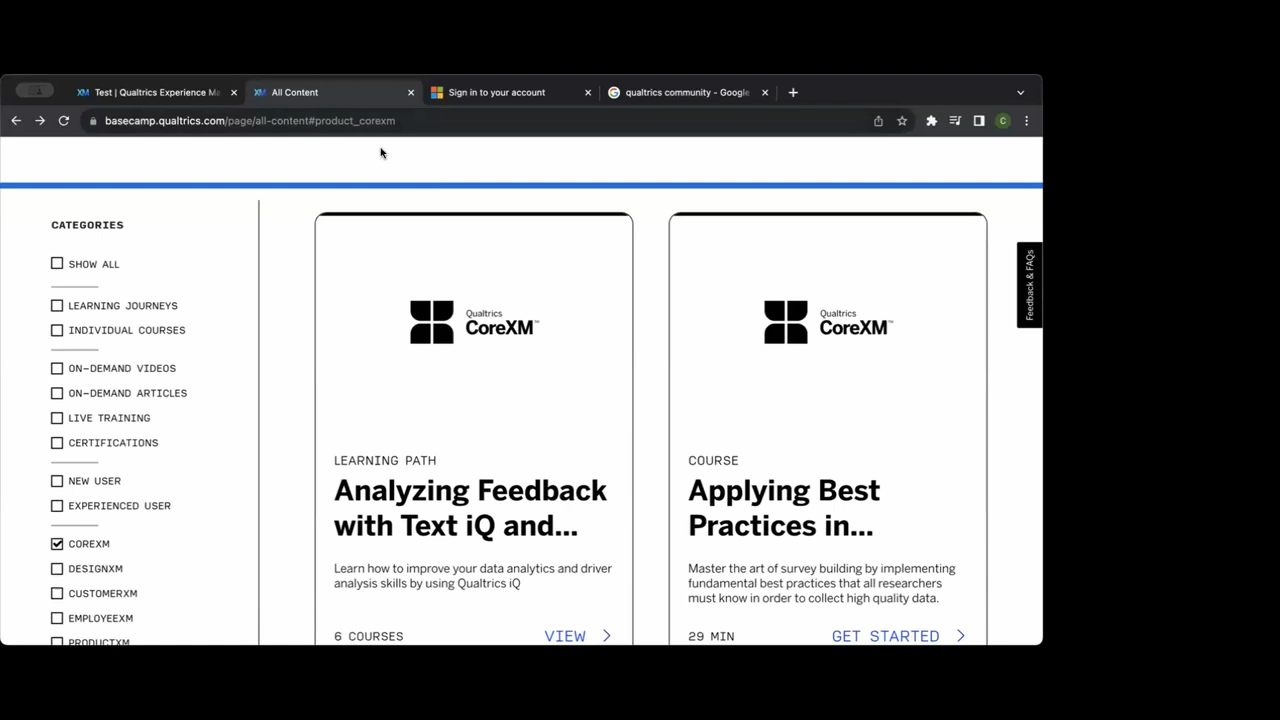 Test | Qualtrics Experience Ma
All Content
Sign in to your account
qualtrics community - Google
basecamp.qualtrics.com/page/all-content#product_corexm
C
CATEGORIES
SHOW ALL
LEARNING JOURNEYS
INDIVIDUAL COURSES
ON-DEMAND VIDEOS
ON-DEMAND ARTICLES
LIVE TRAINING
CERTIFICATIONS
NEW USER
EXPERIENCED USER
COREXM
DESIGNXM
CUSTOMERXM
EMPLOYEEXM
PRODUCTXM
Qualtrics
CoreXM™
LEARNING PATH
Analyzing Feedback
with Text iQ and...
Learn how to improve your data analytics and driver
analysis skills by using Qualtrics iQ
6 COURSES
VIEW
Qualtrics
CoreXM™
COURSE
Applying Best
Practices in...
Master the art of survey building by implementing
fundamental best practices that all researchers
must know in order to collect high quality data.
29 MIN
GET STARTED
Feedback & FAQs